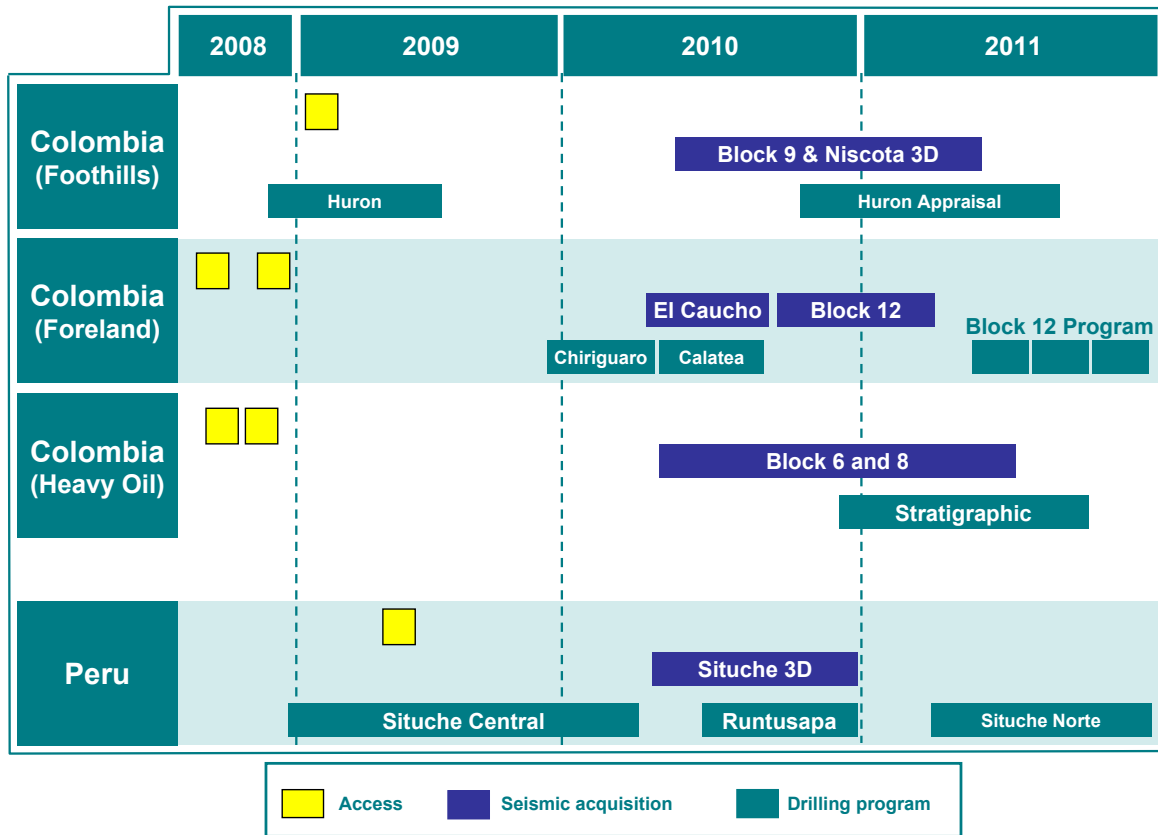 2008 2009 2010 2011
Colombia
(Foothills)
Block 9 & Niscota 3D
Huron Huron Appraisal
Colombia
(Foreland)
El Caucho Block 12
Block 12 Program
Chiriguaro Calatea
Colombia
(Heavy Oil)
Block 6 and 8
Stratigraphic
Peru
Situche 3D
Situche Central Runtusapa Situche Norte
Access Seismic acquisition Drilling program